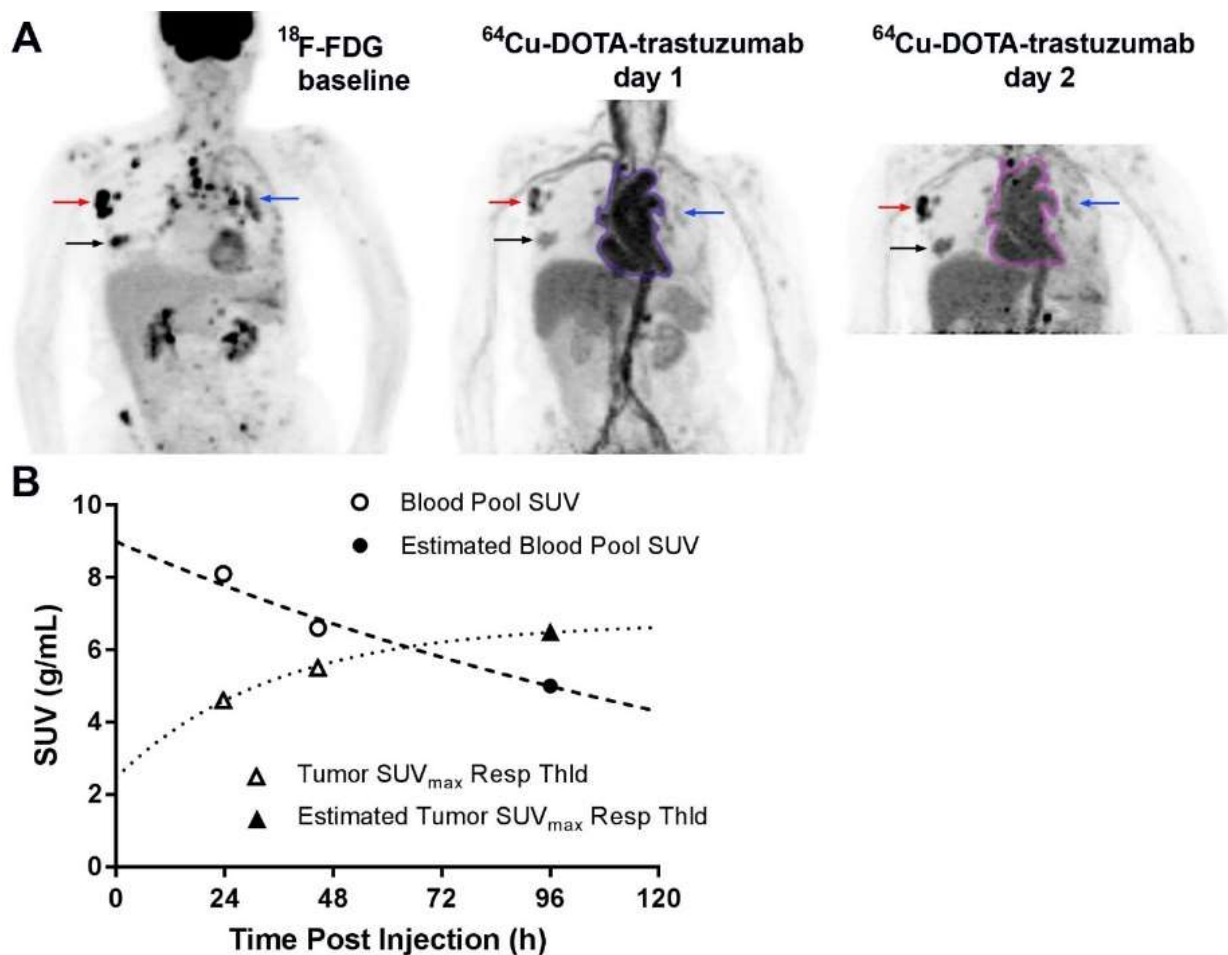 A
¹⁸F-FDG
baseline
⁶⁴Cu-DOTA-trastuzumab
day 1
⁶⁴Cu-DOTA-trastuzumab
day 2
B
Blood Pool SUV
Estimated Blood Pool SUV
Tumor SUVmax Resp Thld
Estimated Tumor SUVmax Resp Thld
SUV (g/mL)
10
8
6
4
2
0
0 24 48 72 96 120
Time Post Injection (h)